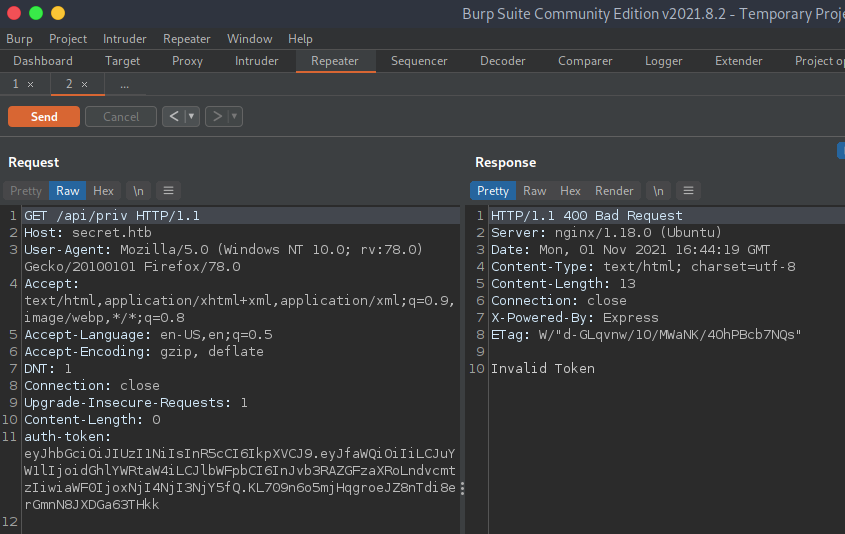 Burp Suite Community Edition v2021.8.2 - Temporary Proje
Burp Project Intruder Repeater Window Help
Dashboard Target Proxy Intruder Repeater Sequencer Decoder Comparer Logger Extender Project op
1 × 2 × ...
Send Cancel < ▾ > ▾
Request
Pretty Raw Hex \n ≡
1 GET /api/priv HTTP/1.1
2 Host: secret.htb
3 User-Agent: Mozilla/5.0 (Windows NT 10.0; rv:78.0)
Gecko/20100101 Firefox/78.0
4 Accept:
text/html,application/xhtml+xml,application/xml;q=0.9,
image/webp,*/*;q=0.8
5 Accept-Language: en-US,en;q=0.5
6 Accept-Encoding: gzip, deflate
7 DNT: 1
8 Connection: close
9 Upgrade-Insecure-Requests: 1
10 Content-Length: 0
11 auth-token:
eyJhbGciOiJIUzI1NiIsInR5cCI6IkpXVCJ9.eyJfaWQiOiIiLCJuY
W1lIjoidGhlYWRtaW4iLCJlbWFpbCI6InJvb3RAZGFzaXRoLndvcmt
zIiwiaWF0IjoxNjI4NjI3NjY5fQ.KL709n6o5mjHqgroeJZ8nTdi8e
rGmnN8JXDGa63THkk
12
Response
Pretty Raw Hex Render \n ≡
1 HTTP/1.1 400 Bad Request
2 Server: nginx/1.18.0 (Ubuntu)
3 Date: Mon, 01 Nov 2021 16:44:19 GMT
4 Content-Type: text/html; charset=utf-8
5 Content-Length: 13
6 Connection: close
7 X-Powered-By: Express
8 ETag: W/"d-GLqvnw/1O/MWaNK/4OhPBcb7NQs"
9
10 Invalid Token